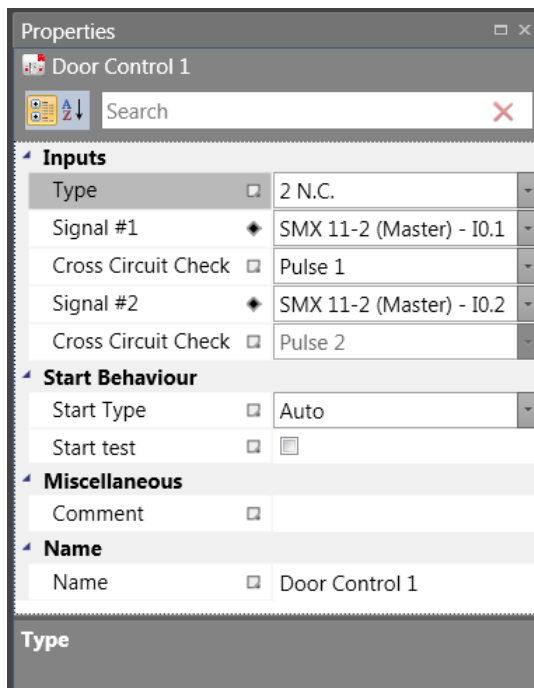 Properties
Door Control 1
Search
Inputs
Type 2 N.C.
Signal #1 SMX 11-2 (Master) - I0.1
Cross Circuit Check Pulse 1
Signal #2 SMX 11-2 (Master) - I0.2
Cross Circuit Check Pulse 2
Start Behaviour
Start Type Auto
Start test
Miscellaneous
Comment
Name
Name Door Control 1
Type